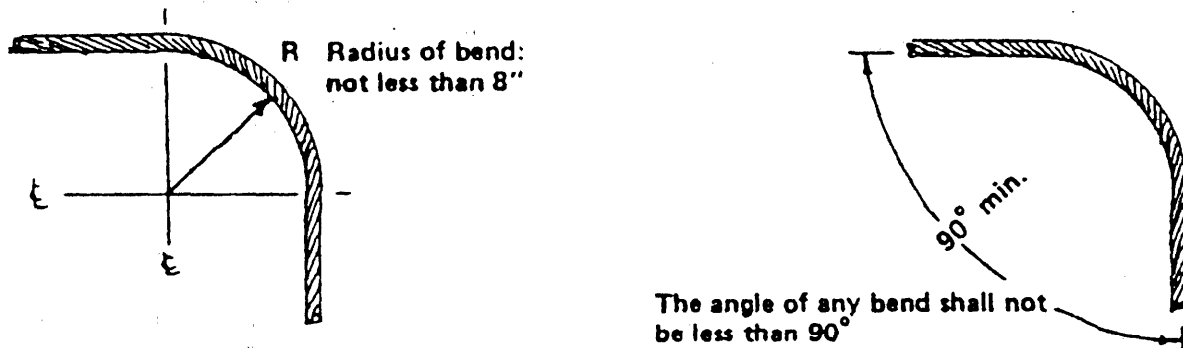 R Radius of bend:
not less than 8"
℄
℄
90° min.
The angle of any bend shall not
be less than 90°